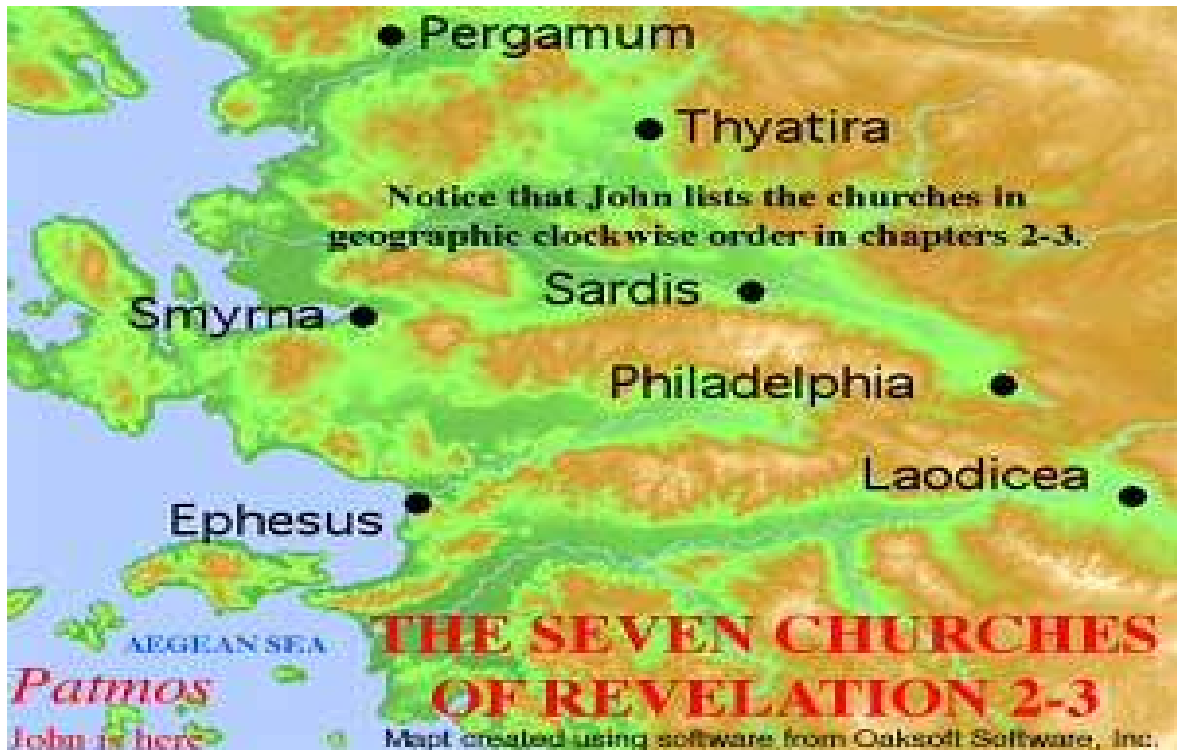 Pergamum
Thyatira
Notice that John lists the churches in
geographic clockwise order in chapters 2-3.
Sardis
Smyrna
Philadelphia
Laodicea
Ephesus
THE SEVEN CHURCHES
OF REVELATION 2-3
AEGEAN SEA
Patmos
John is here
Mapt created using software from Oaksoft Software, Inc.